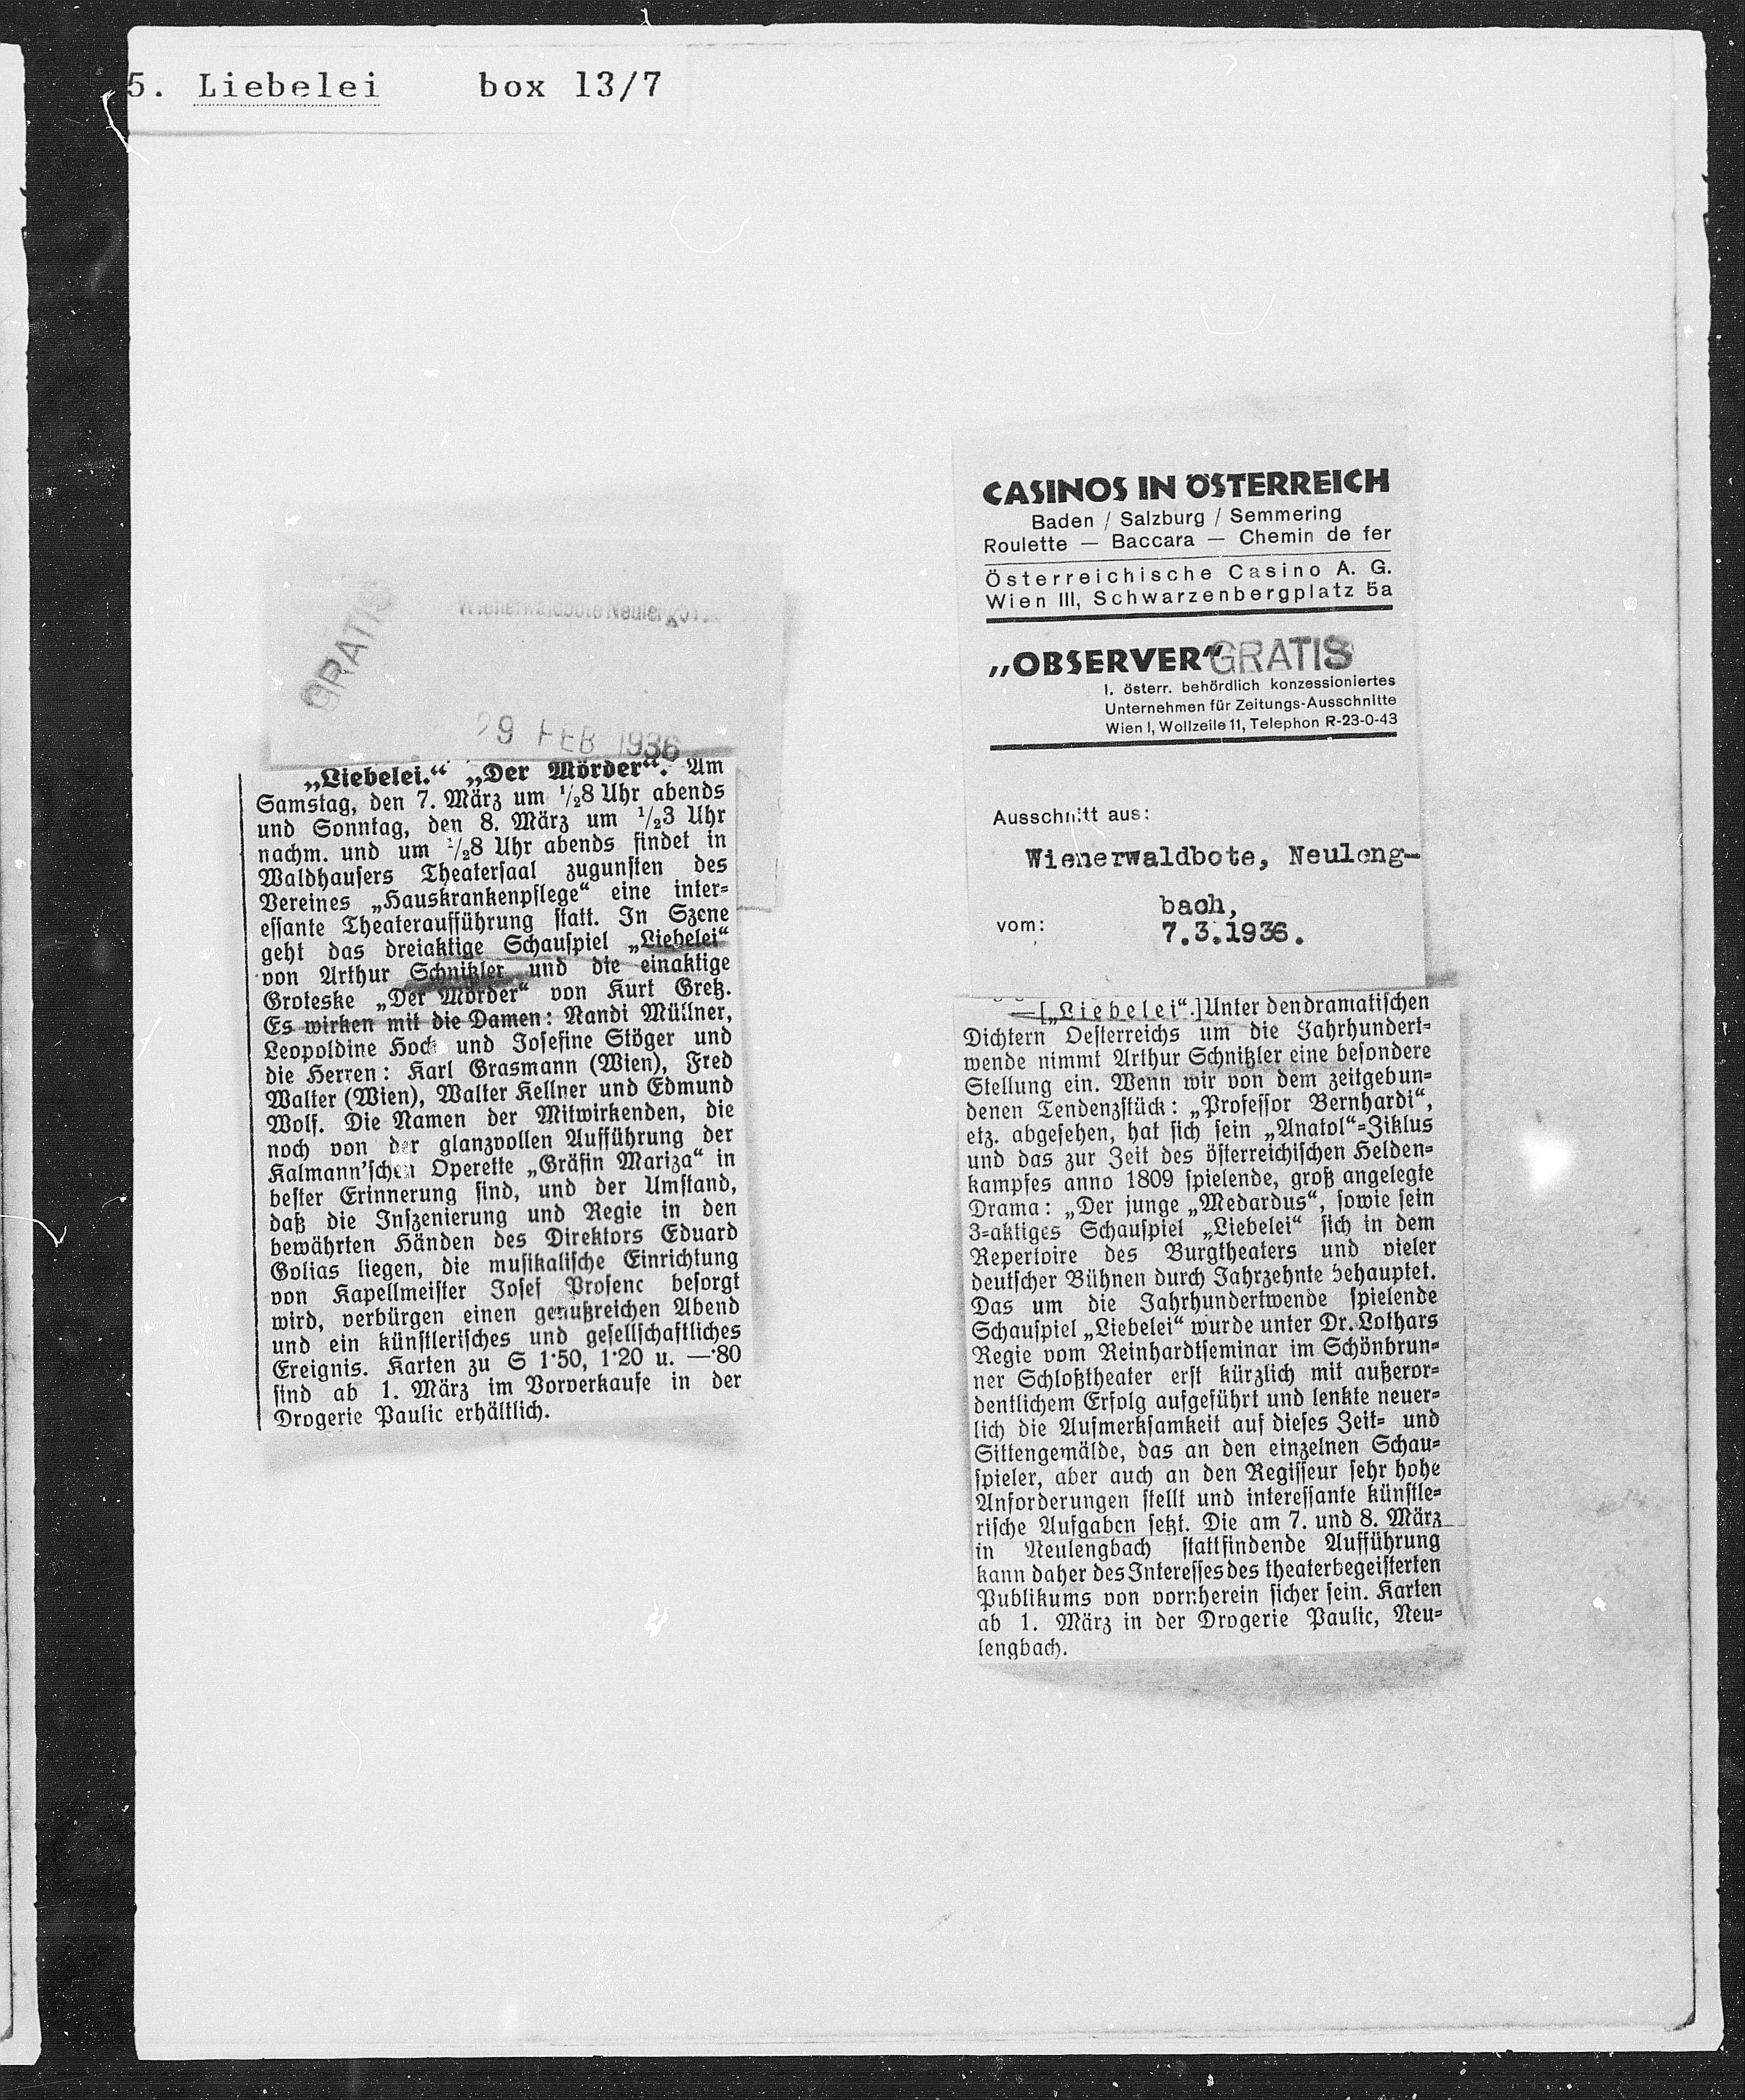 5. Liebelei box 13/7
GRATIS
Wienerwaldbote
29 FEB 1936
„Liebelei.“ „Der Mörder“. Am
Samstag, den 7. März um ½8 Uhr abends
und Sonntag, den 8. März um ½3 Uhr
nachm. und um ½8 Uhr abends findet in
Waldhausers Theatersaal zugunsten des
Vereines „Hauskrankenpflege“ eine inter-
essante Theateraufführung statt. In Szene
geht das dreiaktige Schauspiel „Liebelei“
von Arthur Schnitzler und die einaktige
Groteske „Der Mörder“ von Kurt Gretz.
Es wirken mit die Damen: Nandi Müllner,
Leopoldine Hock und Josefine Stöger und
die Herren: Karl Grasmann (Wien), Fred
Walter (Wien), Walter Kellner und Edmund
Wolf. Die Namen der Mitwirkenden, die
noch von der glanzvollen Aufführung der
Kalmann'schen Operette „Gräfin Mariza“ in
bester Erinnerung sind, und der Umstand,
daß die Inszenierung und Regie in den
bewährten Händen des Direktors Eduard
Golias liegen, die musikalische Einrichtung
von Kapellmeister Josef Prosenc besorgt
wird, verbürgen einen genußreichen Abend
und ein künstlerisches und gesellschaftliches
Ereignis. Karten zu S 1·50, 1·20 u. —·80
sind ab 1. März im Vorverkaufe in der
Drogerie Paulic erhältlich.
CASINOS IN ÖSTERREICH
Baden / Salzburg / Semmering
Roulette — Baccara — Chemin de fer
Österreichische Casino A. G.
Wien III, Schwarzenbergplatz 5a
„OBSERVER“ GRATIS
I. österr. behördlich konzessioniertes
Unternehmen für Zeitungs-Ausschnitte
Wien I, Wollzeile 11, Telephon R-23-0-43
Ausschnitt aus:
Wienerwaldbote, Neuleng-
bach,
vom: 7.3.1936.
—[„Liebelei“.] Unter den dramatischen
Dichtern Oesterreichs um die Jahrhundert-
wende nimmt Arthur Schnitzler eine besondere
Stellung ein. Wenn wir von dem zeitgebun-
denen Tendenzstück: „Professor Bernhardi“,
etz. abgesehen, hat sich sein „Anatol“-Ziklus
und das zur Zeit des österreichischen Helden-
kampfes anno 1809 spielende, groß angelegte
Drama: „Der junge „Medardus“, sowie sein
3-aktiges Schauspiel „Liebelei“ sich in dem
Repertoire des Burgtheaters und vieler
deutscher Bühnen durch Jahrzehnte behauptet.
Das um die Jahrhundertwende spielende
Schauspiel „Liebelei“ wurde unter Dr. Lothars
Regie vom Reinhardtseminar im Schönbrun-
ner Schloßtheater erst kürzlich mit außeror-
dentlichem Erfolg aufgeführt und lenkte neuer-
lich die Aufmerksamkeit auf dieses Zeit- und
Sittengemälde, das an den einzelnen Schau-
spieler, aber auch an den Regisseur sehr hohe
Anforderungen stellt und interessante künstle-
rische Aufgaben setzt. Die am 7. und 8. März
in Neulengbach stattfindende Aufführung
kann daher des Interesses des theaterbegeisterten
Publikums von vornherein sicher sein. Karten
ab 1. März in der Drogerie Paulic, Neu-
lengbach.